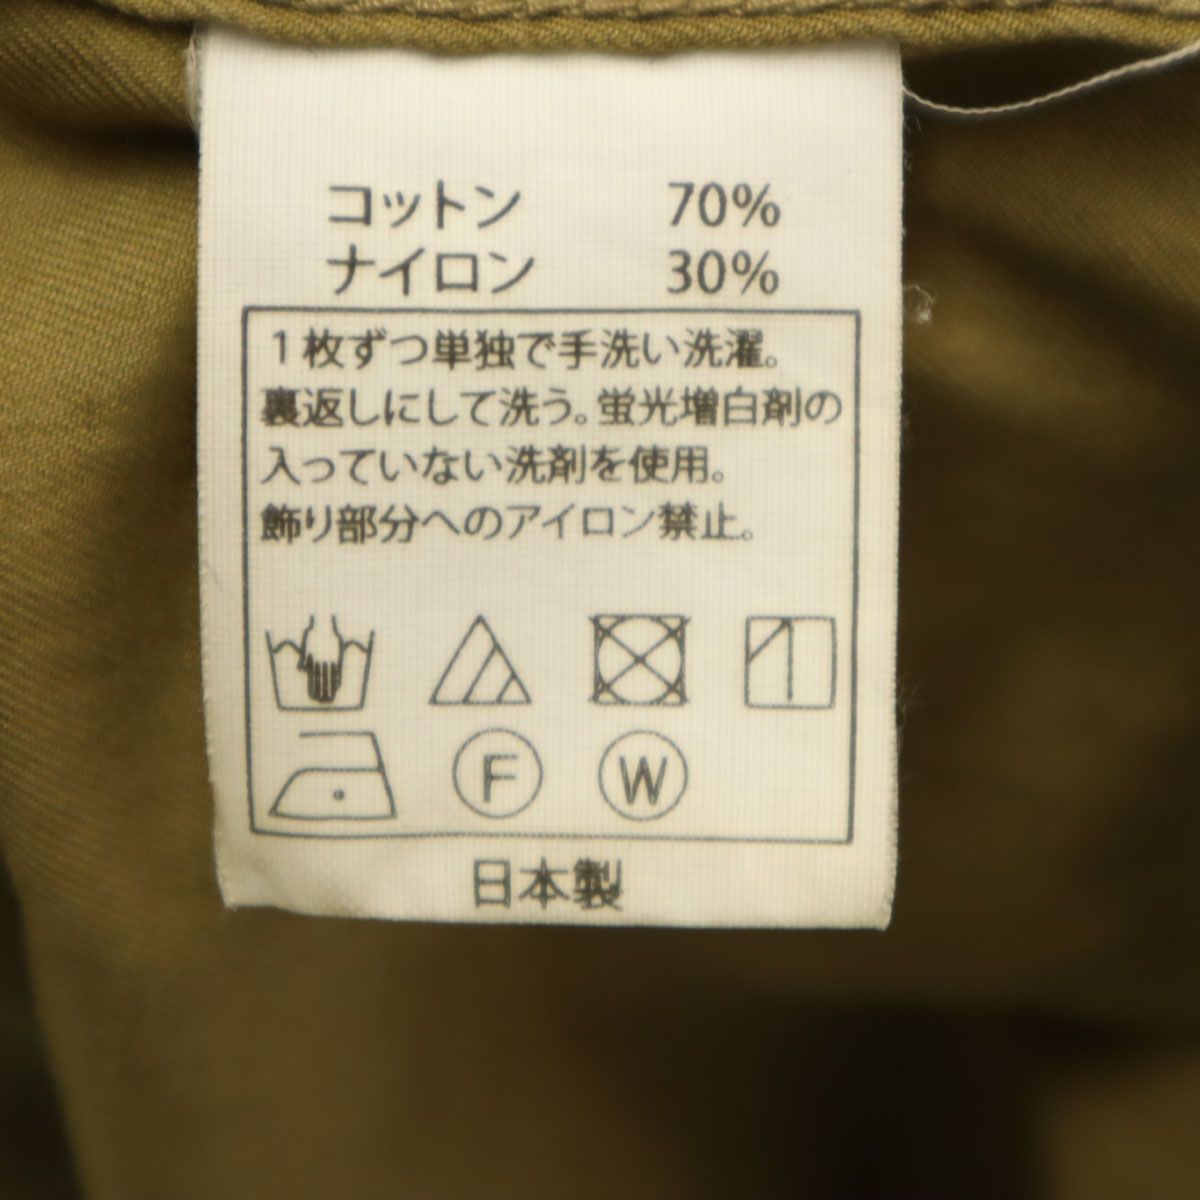 コットン 70%
ナイロン 30%
1枚ずつ単独で手洗い洗濯。
裏返しにして洗う。蛍光増白剤の
入っていない洗剤を使用。
飾り部分へのアイロン禁止。
F W
日本製